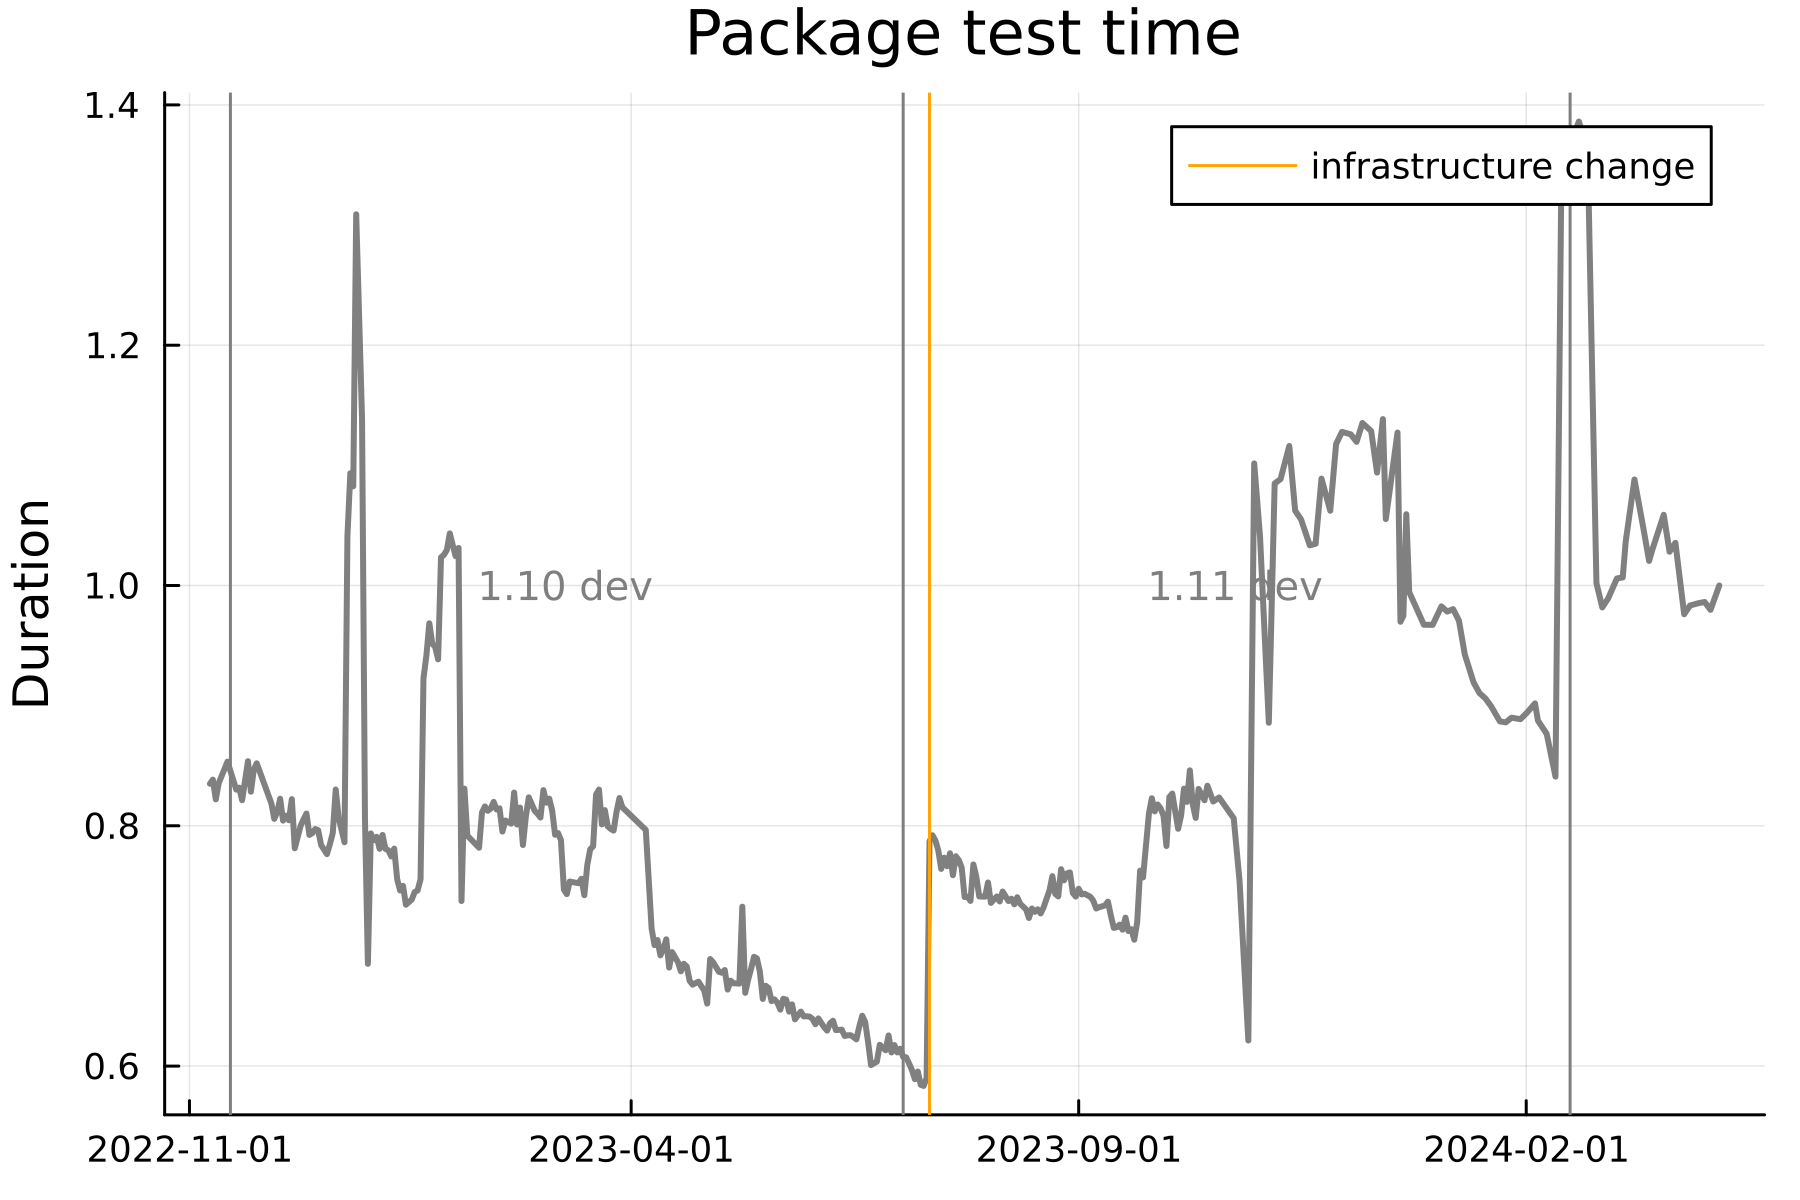 Package test time
1.4
infrastructure change
1.2
Duration
1.0
1.10 dev
1.11 dev
0.8
0.6
2022-11-01
2023-04-01
2023-09-01
2024-02-01